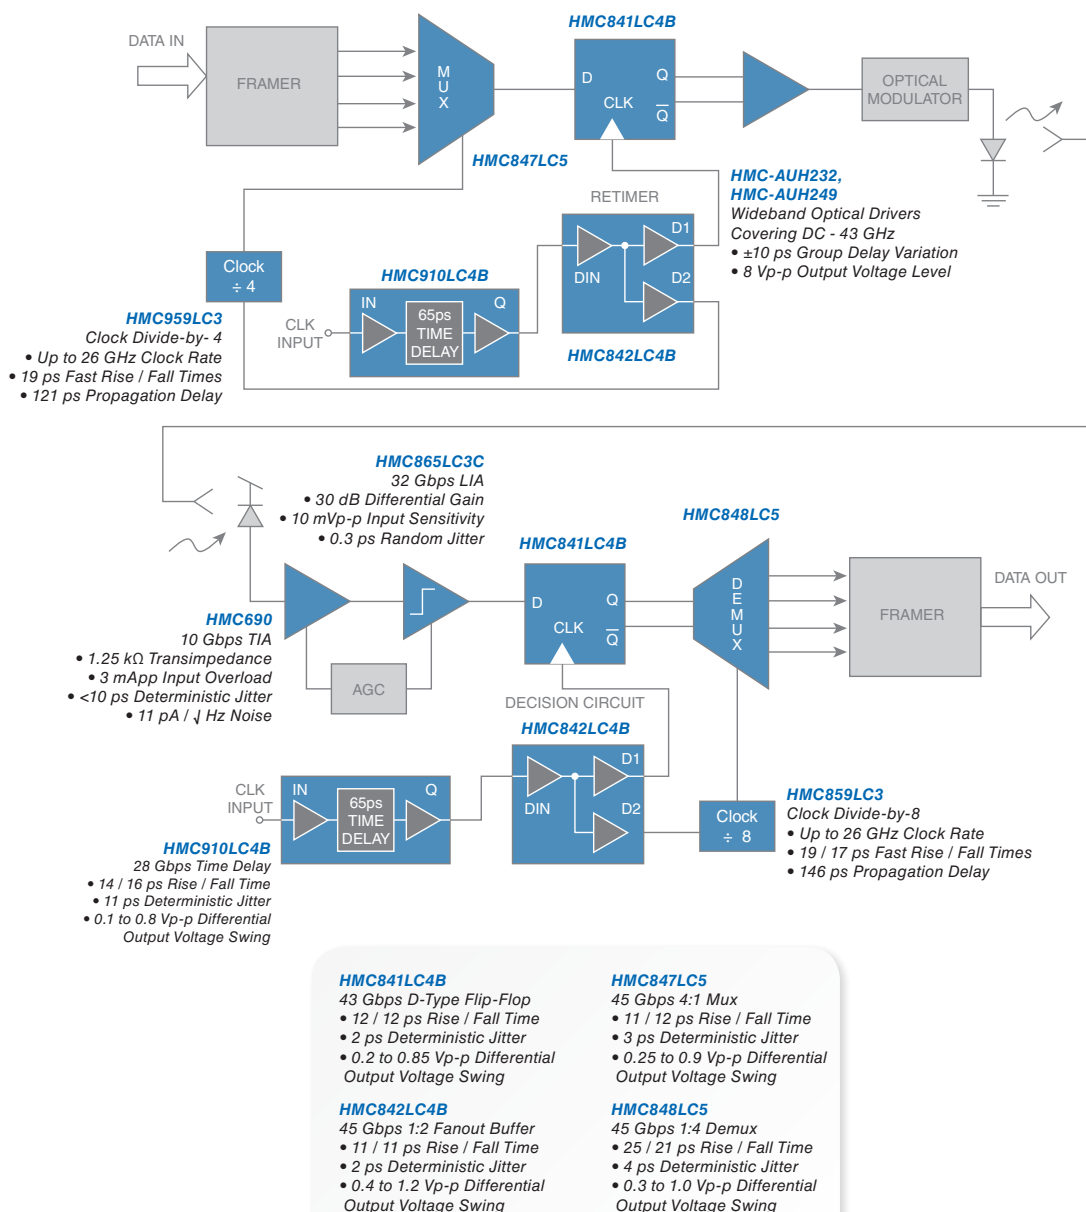 HMC841LC4B
DATA IN
FRAMER
MUX
D
Q
CLK
Q
OPTICAL
MODULATOR
HMC847LC5
HMC-AUH232,
HMC-AUH249
Wideband Optical Drivers
Covering DC - 43 GHz
• ±10 ps Group Delay Variation
• 8 Vp-p Output Voltage Level
RETIMER
D1
DIN
D2
HMC842LC4B
Clock
÷ 4
HMC910LC4B
IN
Q
65ps
TIME
DELAY
CLK
INPUT
HMC959LC3
Clock Divide-by- 4
• Up to 26 GHz Clock Rate
• 19 ps Fast Rise / Fall Times
• 121 ps Propagation Delay
HMC865LC3C
32 Gbps LIA
• 30 dB Differential Gain
• 10 mVp-p Input Sensitivity
• 0.3 ps Random Jitter
HMC841LC4B
HMC848LC5
D
Q
CLK
Q
DEMUX
FRAMER
DATA OUT
HMC690
10 Gbps TIA
• 1.25 kΩ Transimpedance
• 3 mApp Input Overload
• <10 ps Deterministic Jitter
• 11 pA / √ Hz Noise
AGC
DECISION CIRCUIT
HMC842LC4B
D1
DIN
D2
CLK
INPUT
IN
Q
65ps
TIME
DELAY
Clock
÷ 8
HMC859LC3
Clock Divide-by-8
• Up to 26 GHz Clock Rate
• 19 / 17 ps Fast Rise / Fall Times
• 146 ps Propagation Delay
HMC910LC4B
28 Gbps Time Delay
• 14 / 16 ps Rise / Fall Time
• 11 ps Deterministic Jitter
• 0.1 to 0.8 Vp-p Differential
Output Voltage Swing
HMC841LC4B
43 Gbps D-Type Flip-Flop
• 12 / 12 ps Rise / Fall Time
• 2 ps Deterministic Jitter
• 0.2 to 0.85 Vp-p Differential
Output Voltage Swing
HMC847LC5
45 Gbps 4:1 Mux
• 11 / 12 ps Rise / Fall Time
• 3 ps Deterministic Jitter
• 0.25 to 0.9 Vp-p Differential
Output Voltage Swing
HMC842LC4B
45 Gbps 1:2 Fanout Buffer
• 11 / 11 ps Rise / Fall Time
• 2 ps Deterministic Jitter
• 0.4 to 1.2 Vp-p Differential
Output Voltage Swing
HMC848LC5
45 Gbps 1:4 Demux
• 25 / 21 ps Rise / Fall Time
• 4 ps Deterministic Jitter
• 0.3 to 1.0 Vp-p Differential
Output Voltage Swing